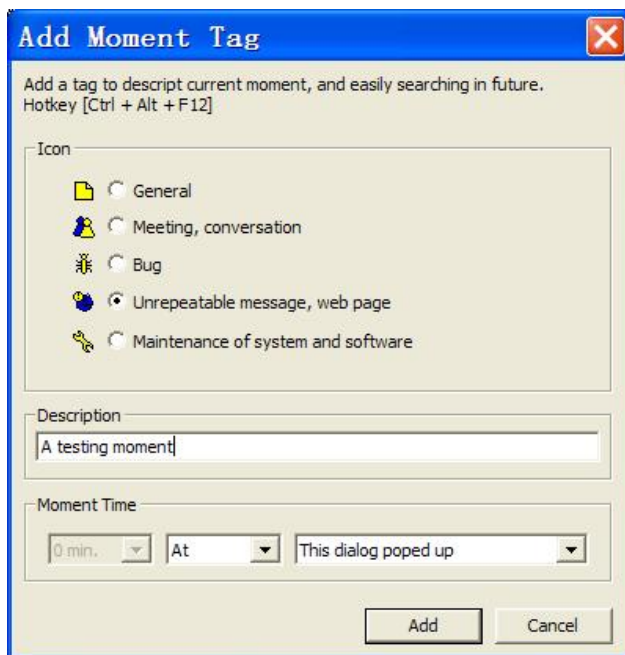 Add Moment Tag
Add a tag to descript current moment, and easily searching in future.
Hotkey [Ctrl + Alt + F12]
Icon
General
Meeting, conversation
Bug
Unrepeatable message, web page
Maintenance of system and software
Description
A testing moment
Moment Time
0 min. At This dialog poped up
Add Cancel